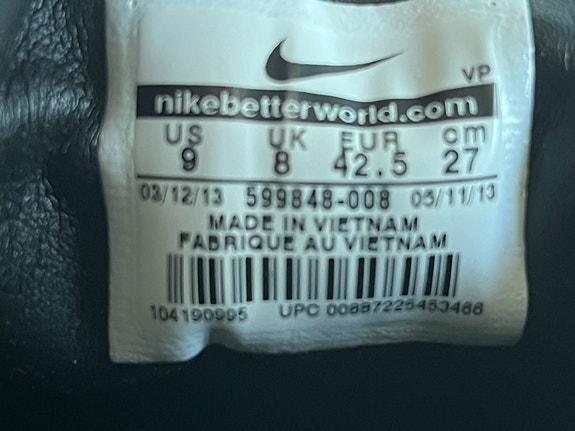 VP
nikebetterworld.com
US UK EUR cm
9 8 42.5 27
03/12/13 599848-008 05/11/13
MADE IN VIETNAM
FABRIQUE AU VIETNAM
104190995 UPC 00887225453466